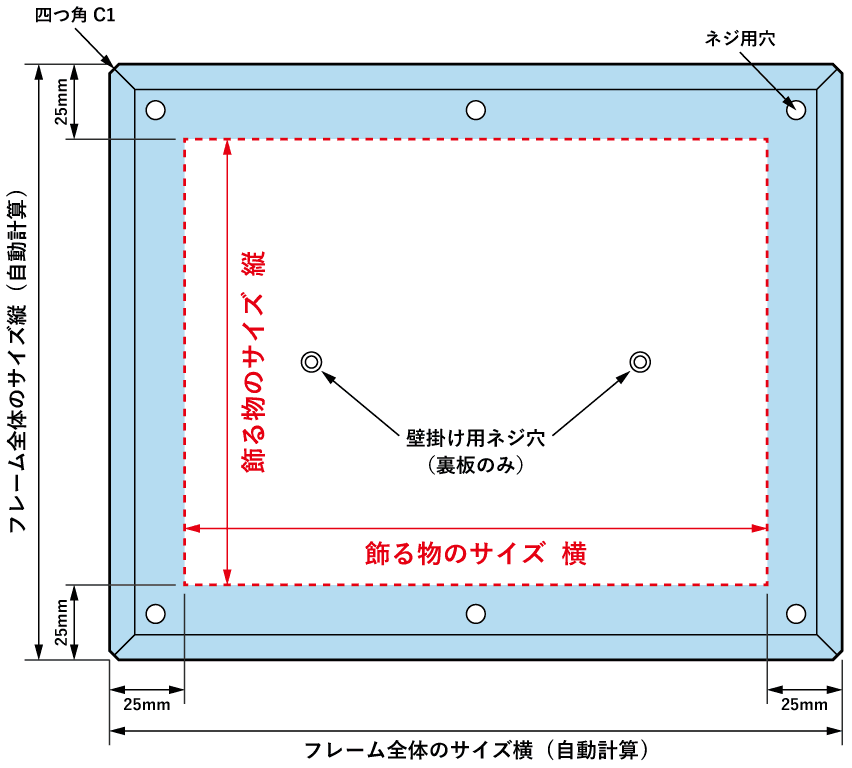 四つ角 C1
ネジ用穴
25mm
フレーム全体のサイズ縦（自動計算）
飾る物のサイズ 縦
壁掛け用ネジ穴
（裏板のみ）
飾る物のサイズ 横
25mm
25mm
25mm
フレーム全体のサイズ横（自動計算）